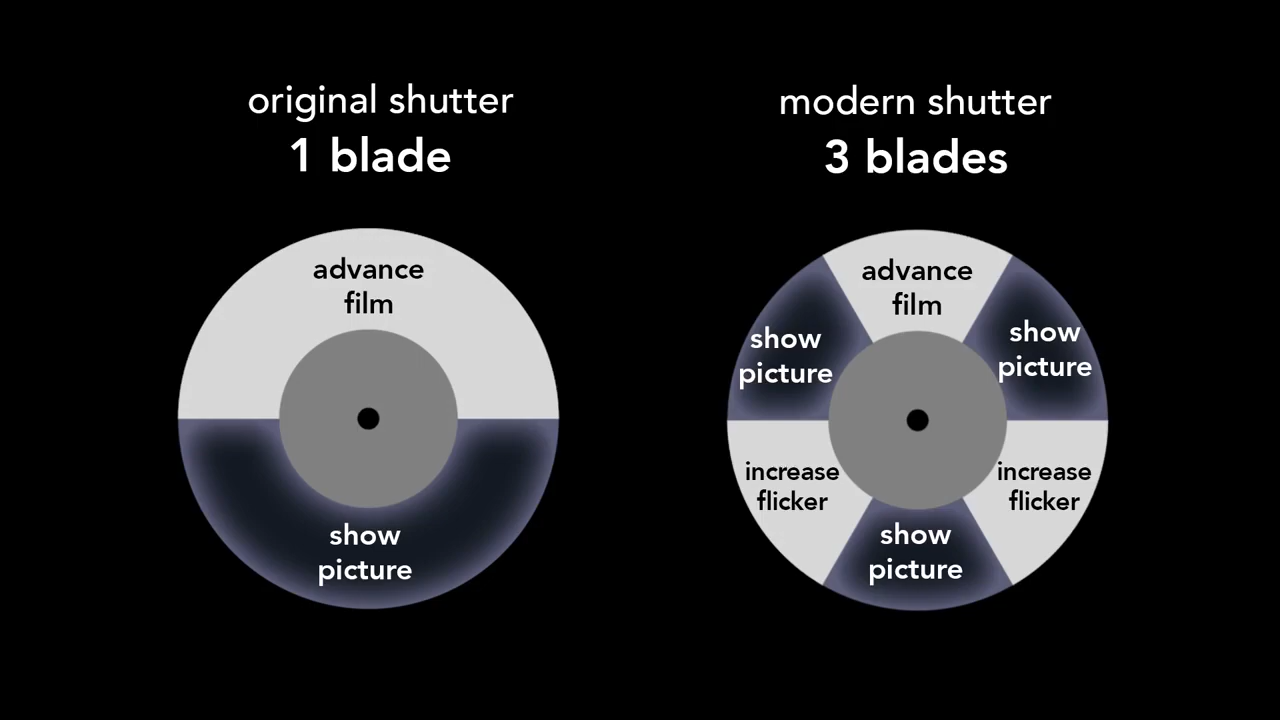 original shutter
1 blade
advance
film
show
picture
modern shutter
3 blades
advance
film
show
picture
show
picture
increase
flicker
increase
flicker
show
picture